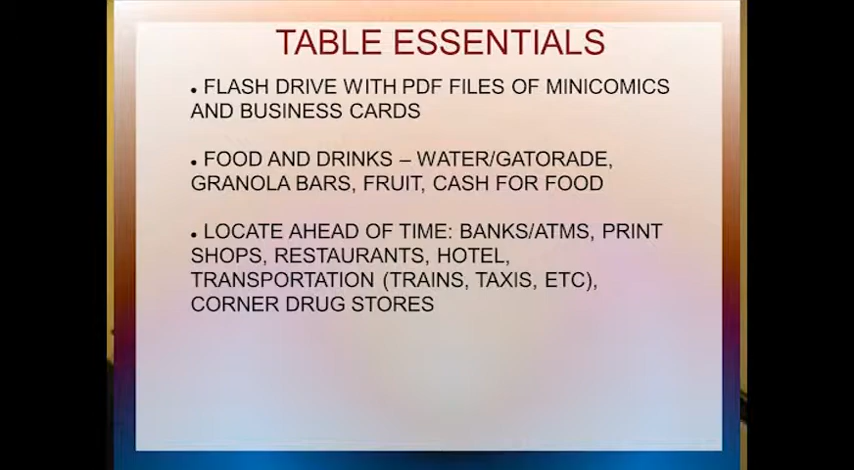 TABLE ESSENTIALS
• FLASH DRIVE WITH PDF FILES OF MINICOMICS
AND BUSINESS CARDS
• FOOD AND DRINKS – WATER/GATORADE,
GRANOLA BARS, FRUIT, CASH FOR FOOD
• LOCATE AHEAD OF TIME: BANKS/ATMS, PRINT
SHOPS, RESTAURANTS, HOTEL,
TRANSPORTATION (TRAINS, TAXIS, ETC),
CORNER DRUG STORES